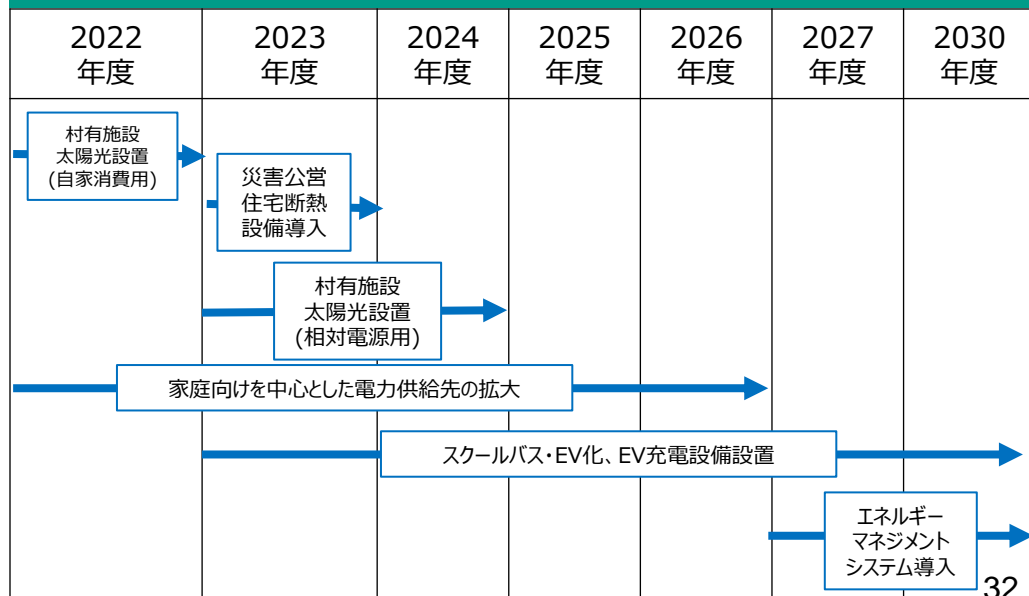 2022
年度
2023
年度
2024
年度
2025
年度
2026
年度
2027
年度
2030
年度
村有施設
太陽光設置
(自家消費用)
災害公営
住宅断熱
設備導入
村有施設
太陽光設置
(相対電源用)
家庭向けを中心とした電力供給先の拡大
スクールバス・EV化、EV充電設備設置
エネルギー
マネジメント
システム導入
32